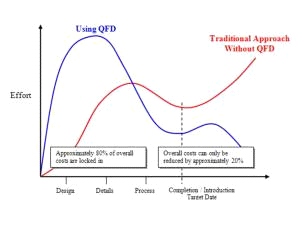 Using QFD
Traditional Approach
Without QFD
Effort
Approximately 80% of overall
costs are locked in
Overall costs can only be
reduced by approximately 20%
Design
Details
Process
Completion / Introduction
Target Date